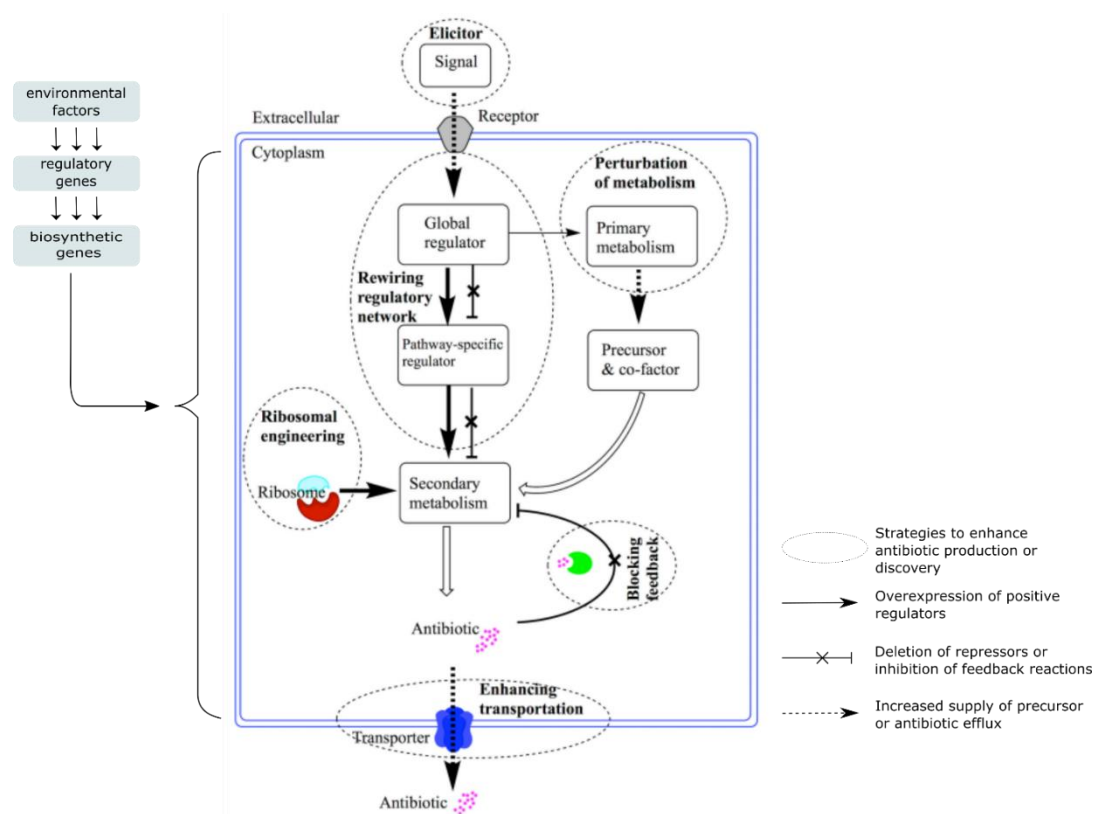 environmental
factors
regulatory
genes
biosynthetic
genes
Elicitor
Signal
Extracellular
Receptor
Cytoplasm
Perturbation
of metabolism
Global
regulator
Primary
metabolism
Rewiring
regulatory
network
Pathway-specific
regulator
Precursor
& co-factor
Ribosomal
engineering
Ribosome
Secondary
metabolism
Blocking
feedback
Antibiotic
Enhancing
transportation
Transporter
Antibiotic
Strategies to enhance
antibiotic production or
discovery
Overexpression of positive
regulators
Deletion of repressors or
inhibition of feedback reactions
Increased supply of precursor
or antibiotic efflux